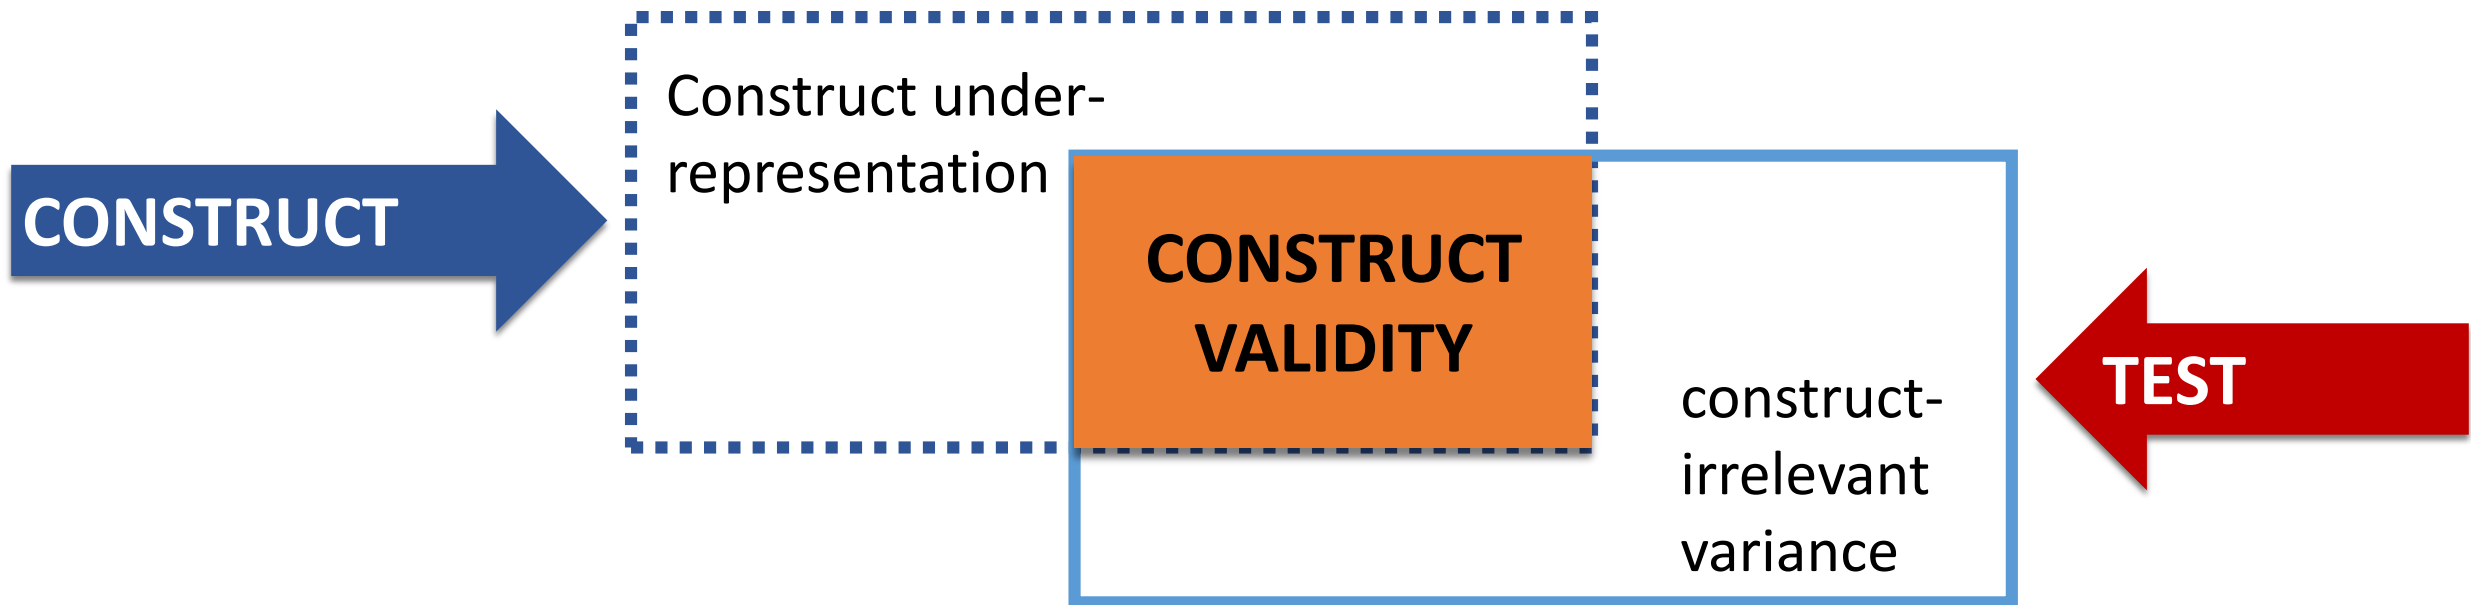 CONSTRUCT
Construct under-
representation
CONSTRUCT
VALIDITY
construct-
irrelevant
variance
TEST